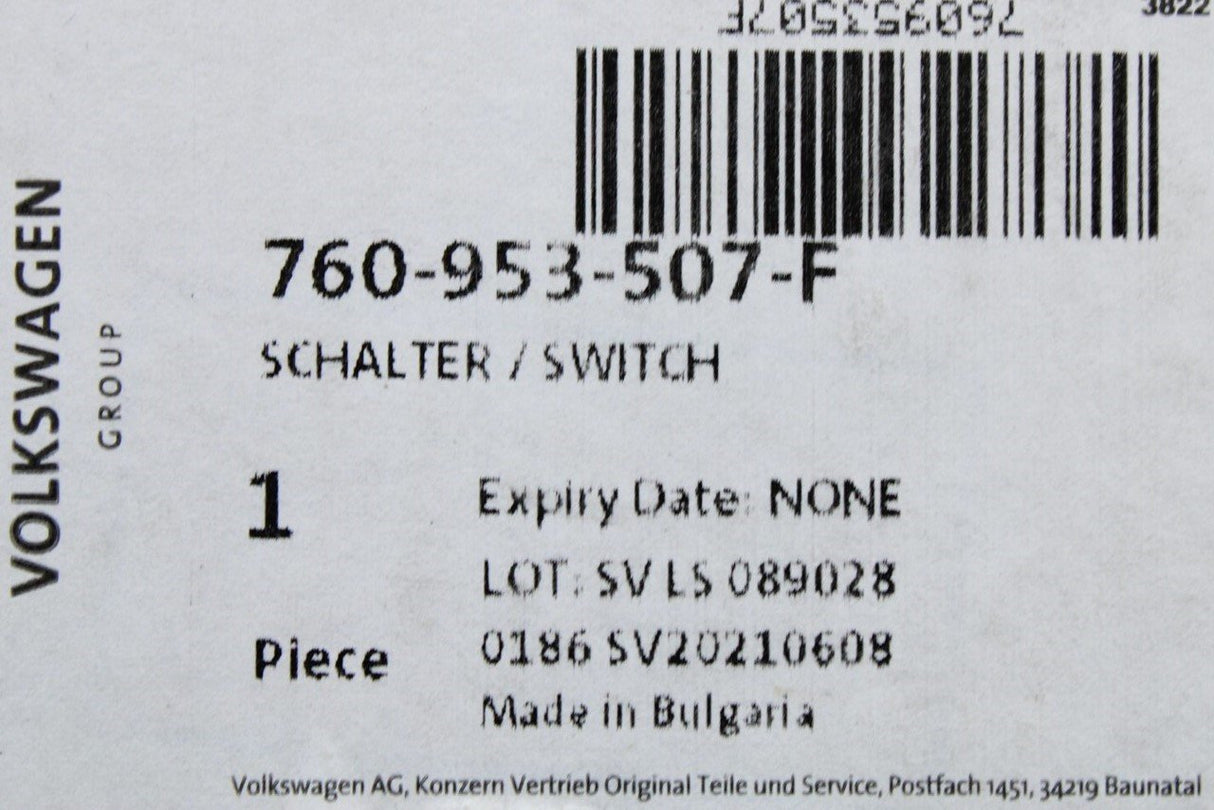 3822
760953507F
760-953-507-F
SCHALTER / SWITCH
VOLKSWAGEN
GROUP
1
Piece
Expiry Date: NONE
LOT: SV LS 089028
0186 SV20210608
Made in Bulgaria
Volkswagen AG, Konzern Vertrieb Original Teile und Service, Postfach 1451, 34219 Baunatal